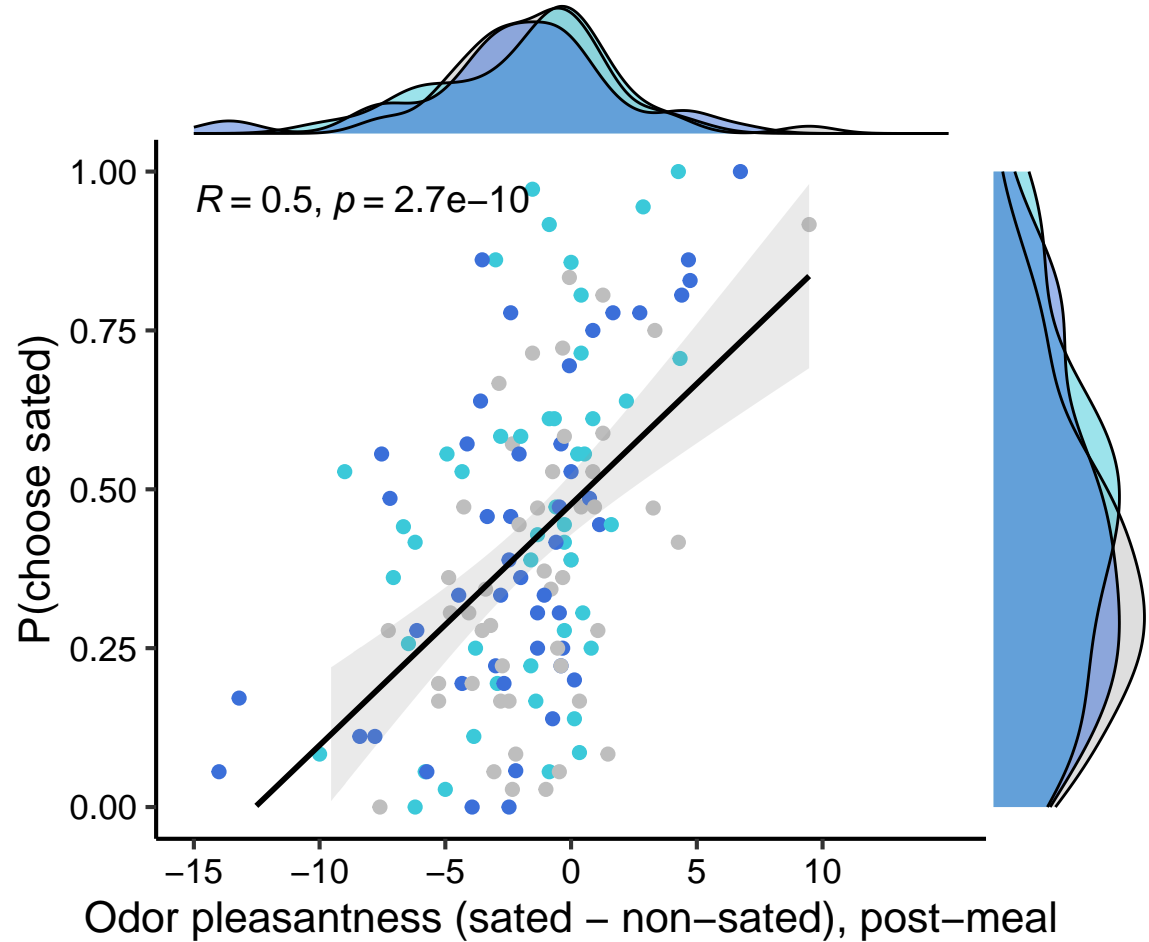 R = 0.5, p = 2.7e−10
1.00
0.75
0.50
0.25
0.00
P(choose sated)
−15 −10 −5 0 5 10
Odor pleasantness (sated − non−sated), post−meal